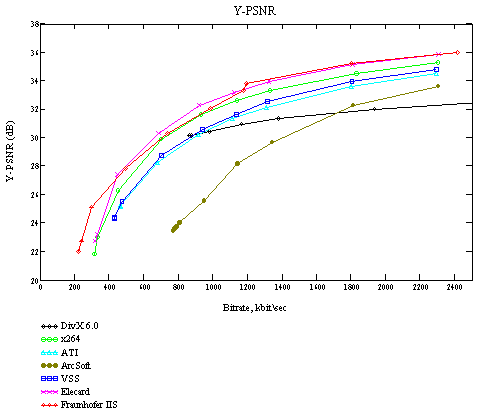 Y-PSNR
38
36
34
32
30
28
26
24
22
20
Y-PSNR (dB)
0 200 400 600 800 1000 1200 1400 1600 1800 2000 2200 2400
Bitrate, kbit/sec
DivX 6.0
x264
ATI
ArcSoft
VSS
Elecard
Fraunhofer IIS